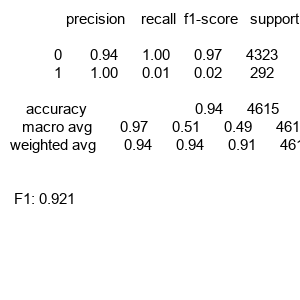 precision recall f1-score support
0 0.94 1.00 0.97 4323
1 1.00 0.01 0.02 292
accuracy 0.94 4615
macro avg 0.97 0.51 0.49 461
weighted avg 0.94 0.94 0.91 461
F1: 0.921